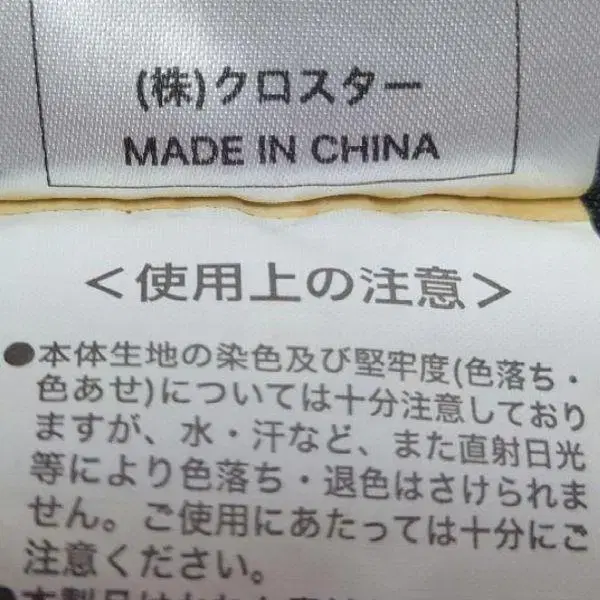 (株)クロスター
MADE IN CHINA
＜使用上の注意＞
●本体生地の染色及び堅牢度(色落ち・
色あせ)については十分注意しており
ますが、水・汗など、また直射日光
等により色落ち・退色はさけられま
せん。ご使用にあたっては十分にご
注意ください。
●本製品は